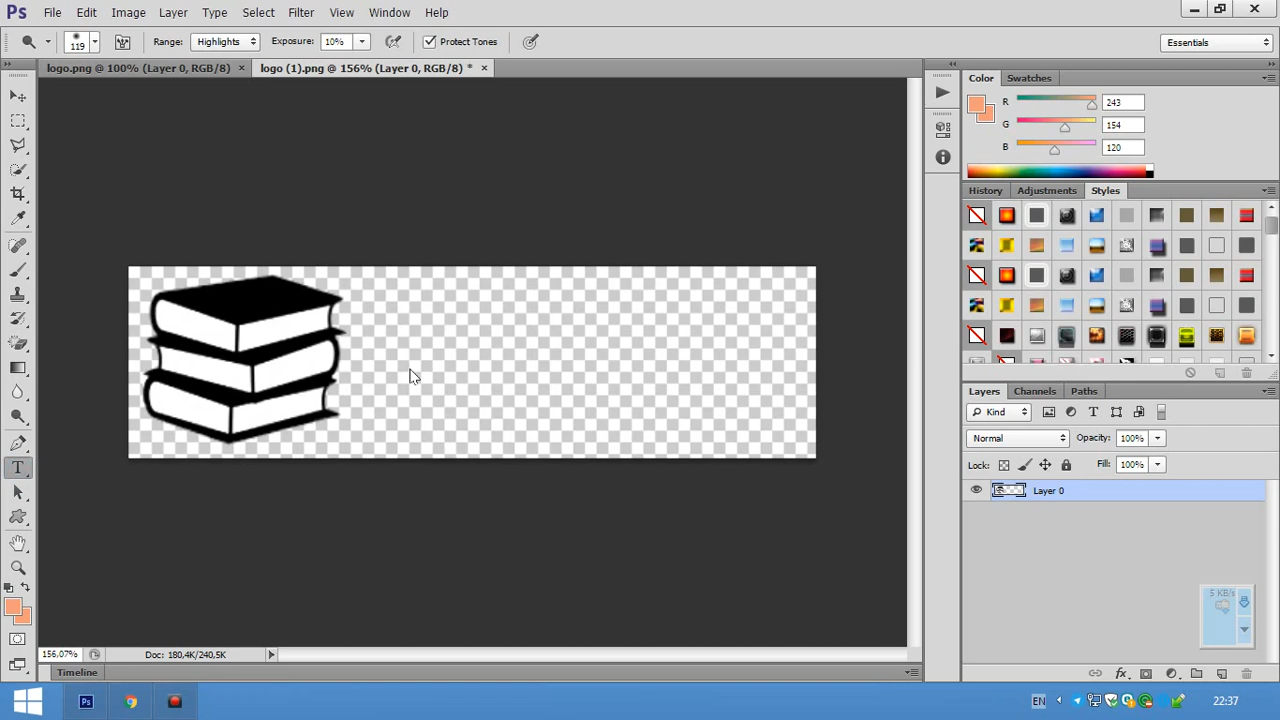 Ps File Edit Image Layer Type Select Filter View Window Help
119 Range: Highlights Exposure: 10% Protect Tones Essentials
logo.png @ 100% (Layer 0, RGB/8) × logo (1).png @ 156% (Layer 0, RGB/8) * ×
Color Swatches
R 243
G 154
B 120
History Adjustments Styles
Layers Channels Paths
Kind
Normal Opacity: 100%
Lock: Fill: 100%
Layer 0
5 KB/s
156,07% Doc: 180,4K/240,5K
Timeline
Ps EN 22:37